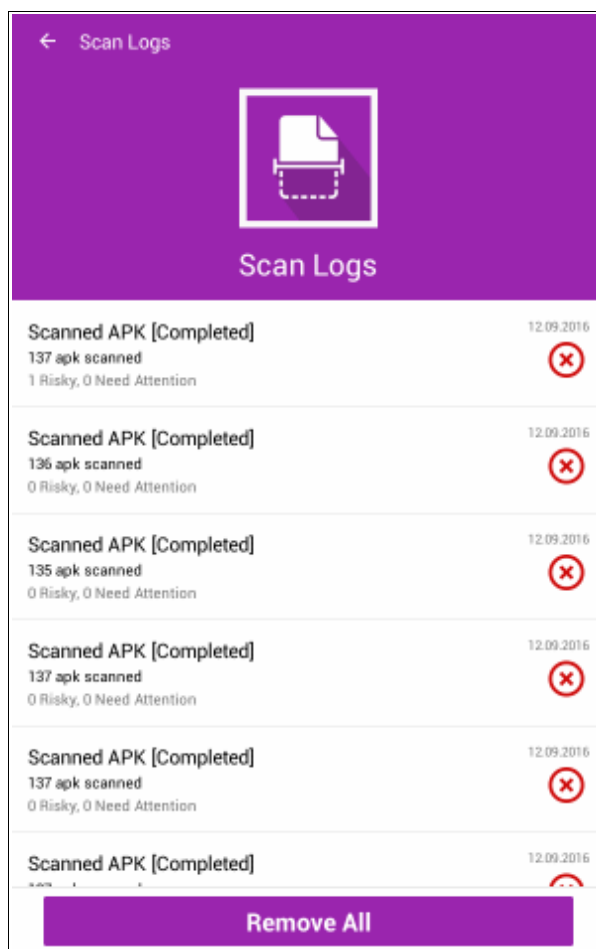 Scan Logs
Scan Logs
Scanned APK [Completed]
12.09.2016
137 apk scanned
1 Risky, 0 Need Attention
Scanned APK [Completed]
12.09.2016
136 apk scanned
0 Risky, 0 Need Attention
Scanned APK [Completed]
12.09.2016
135 apk scanned
0 Risky, 0 Need Attention
Scanned APK [Completed]
12.09.2016
137 apk scanned
0 Risky, 0 Need Attention
Scanned APK [Completed]
12.09.2016
137 apk scanned
0 Risky, 0 Need Attention
Scanned APK [Completed]
12.09.2016
Remove All